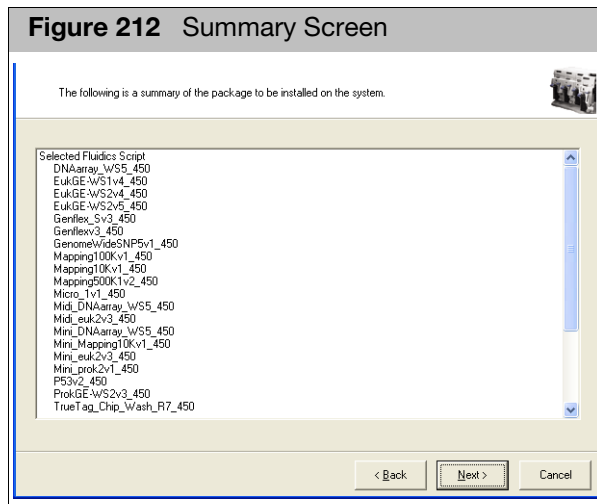 Figure 212 Summary Screen
The following is a summary of the package to be installed on the system.
Selected Fluidics Script
DNAarray_WS5_450
EukGE-WS1v4_450
EukGE-WS2v4_450
EukGE-WS2v5_450
Genflex_Sv3_450
Genflexv3_450
GenomeWideSNP5v1_450
Mapping100Kv1_450
Mapping10Kv1_450
Mapping500K1v2_450
Micro_1v1_450
Midi_DNAarray_WS5_450
Midi_euk2v3_450
Mini_DNAarray_WS5_450
Mini_Mapping10Kv1_450
Mini_euk2v3_450
Mini_prok2v1_450
P53v2_450
ProkGE-WS2v3_450
TrueTag_Chip_Wash_R7_450
< Back Next > Cancel